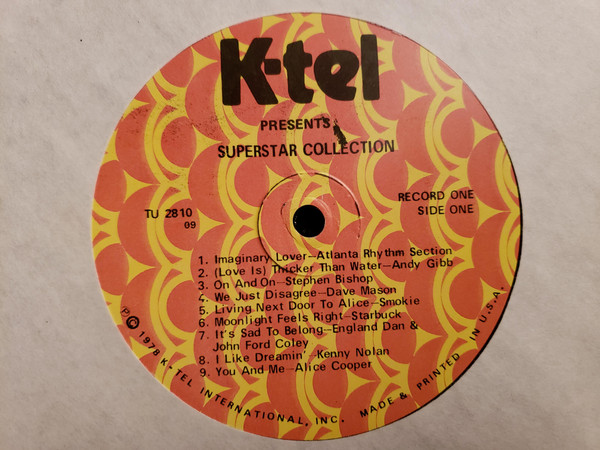 K-tel
PRESENTS
SUPERSTAR COLLECTION
TU 2810
09
RECORD ONE
SIDE ONE
1. Imaginary Lover—Atlanta Rhythm Section
2. (Love Is) Thicker Than Water—Andy Gibb
3. On And On—Stephen Bishop
4. We Just Disagree—Dave Mason
5. Living Next Door To Alice—Smokie
6. Moonlight Feels Right—Starbuck
7. It's Sad To Belong—England Dan &
John Ford Coley
8. I Like Dreamin'—Kenny Nolan
9. You And Me—Alice Cooper
℗ © 1978 K-TEL INTERNATIONAL, INC. MADE & PRINTED IN U.S.A.